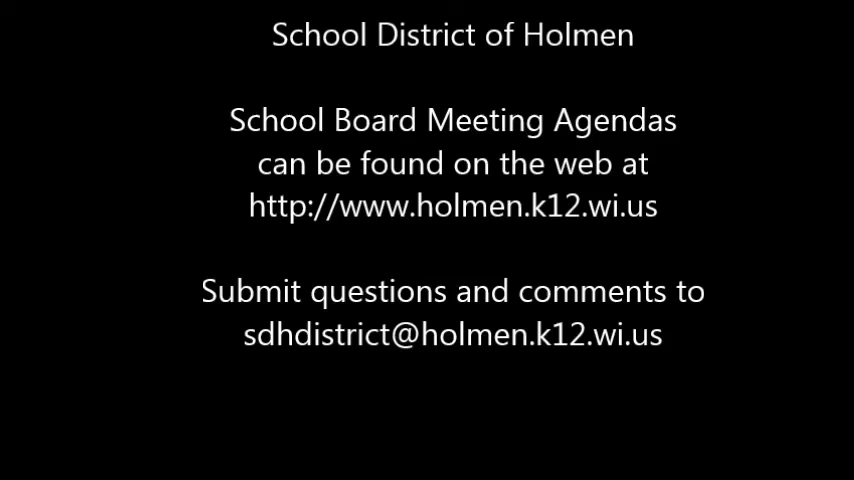 School District of Holmen
School Board Meeting Agendas
can be found on the web at
http://www.holmen.k12.wi.us
Submit questions and comments to
sdhdistrict@holmen.k12.wi.us